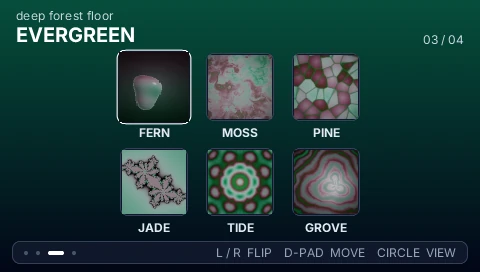 deep forest floor
EVERGREEN
03 / 04
FERN MOSS PINE
JADE TIDE GROVE
L / R FLIP D-PAD MOVE CIRCLE VIEW